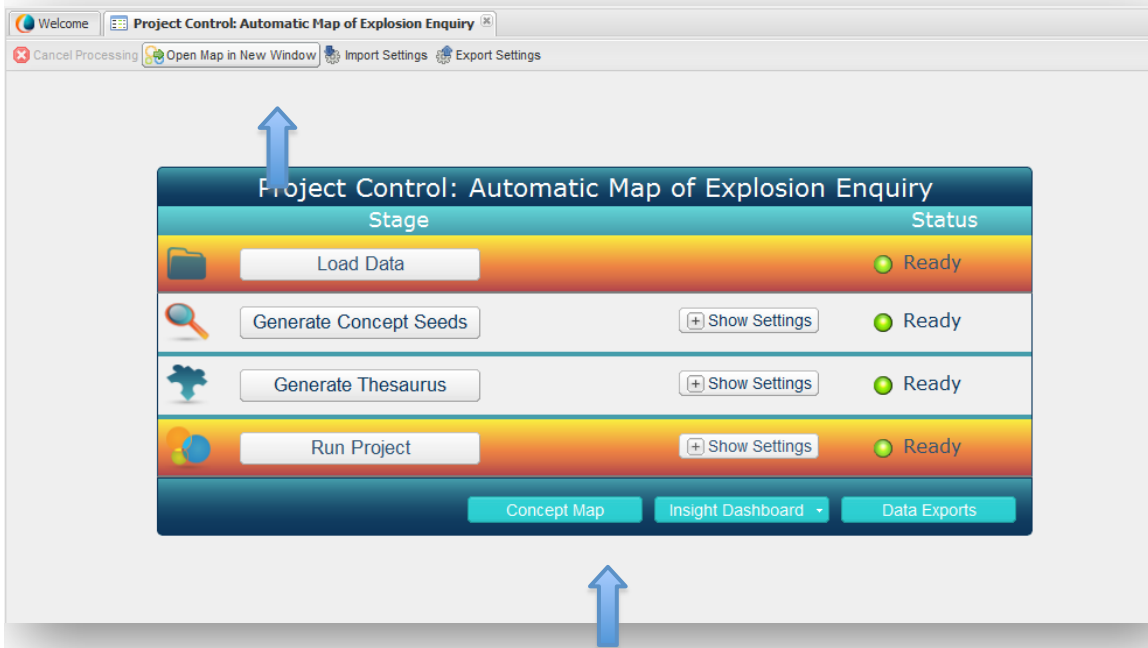 Welcome Project Control: Automatic Map of Explosion Enquiry
Cancel Processing Open Map in New Window Import Settings Export Settings
Project Control: Automatic Map of Explosion Enquiry
Stage Status
Load Data Ready
Generate Concept Seeds + Show Settings Ready
Generate Thesaurus + Show Settings Ready
Run Project + Show Settings Ready
Concept Map Insight Dashboard Data Exports